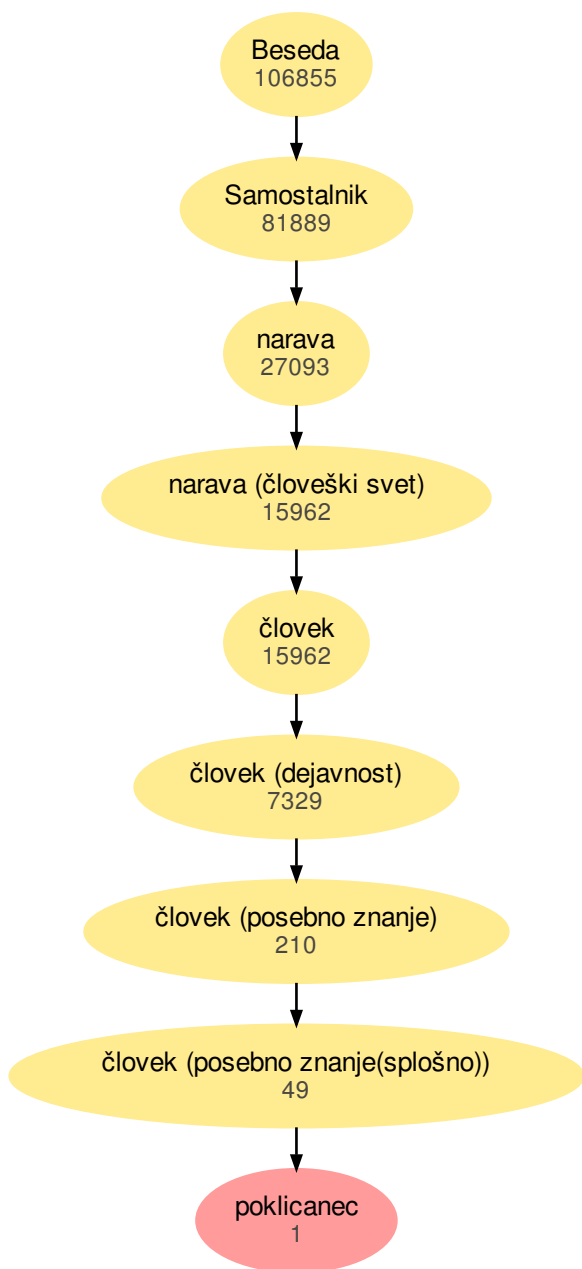 Beseda
106855
Samostalnik
81889
narava
27093
narava (človeški svet)
15962
človek
15962
človek (dejavnost)
7329
človek (posebno znanje)
210
človek (posebno znanje(splošno))
49
poklicanec
1